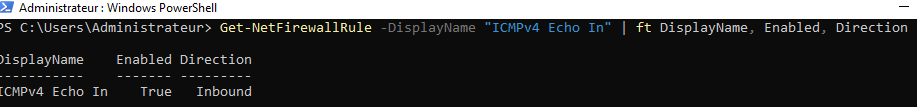 Administrateur : Windows PowerShell
PS C:\Users\Administrateur> Get-NetFirewallRule -DisplayName "ICMPv4 Echo In" | ft DisplayName, Enabled, Direction
DisplayName Enabled Direction
----------- ------- ---------
ICMPv4 Echo In True Inbound